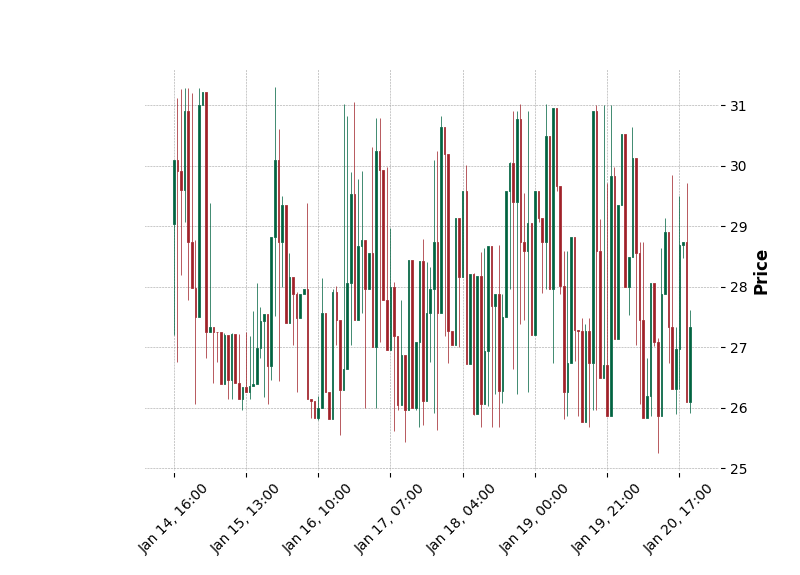 31
30
29
28
27
26
25
Price
Jan 14, 16:00
Jan 15, 13:00
Jan 16, 10:00
Jan 17, 07:00
Jan 18, 04:00
Jan 19, 00:00
Jan 19, 21:00
Jan 20, 17:00